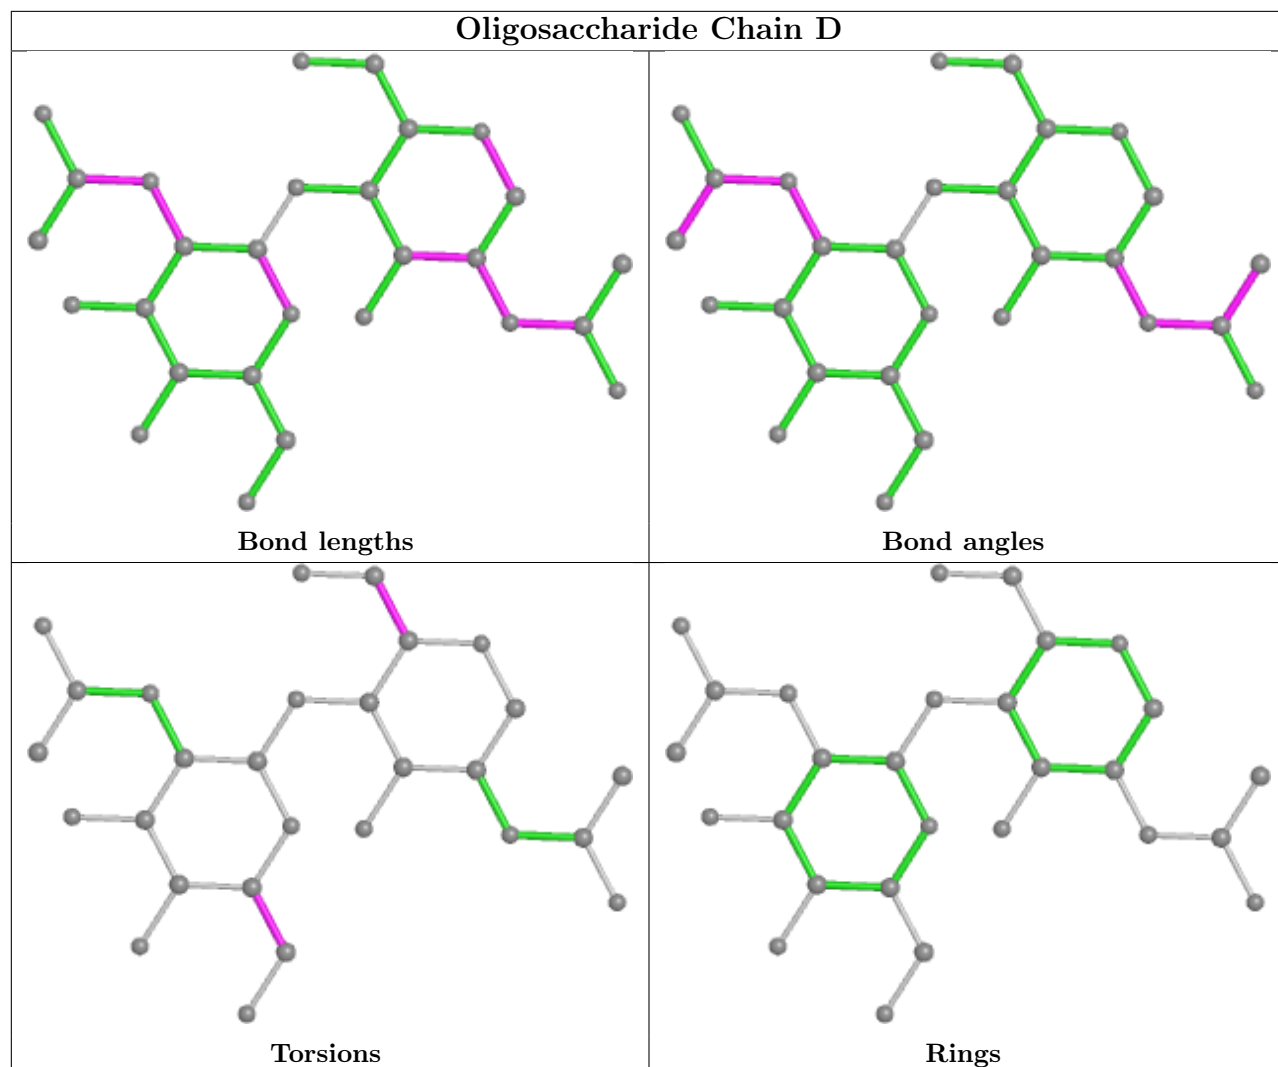 Oligosaccharide Chain D
Bond lengths
Bond angles
Torsions
Rings